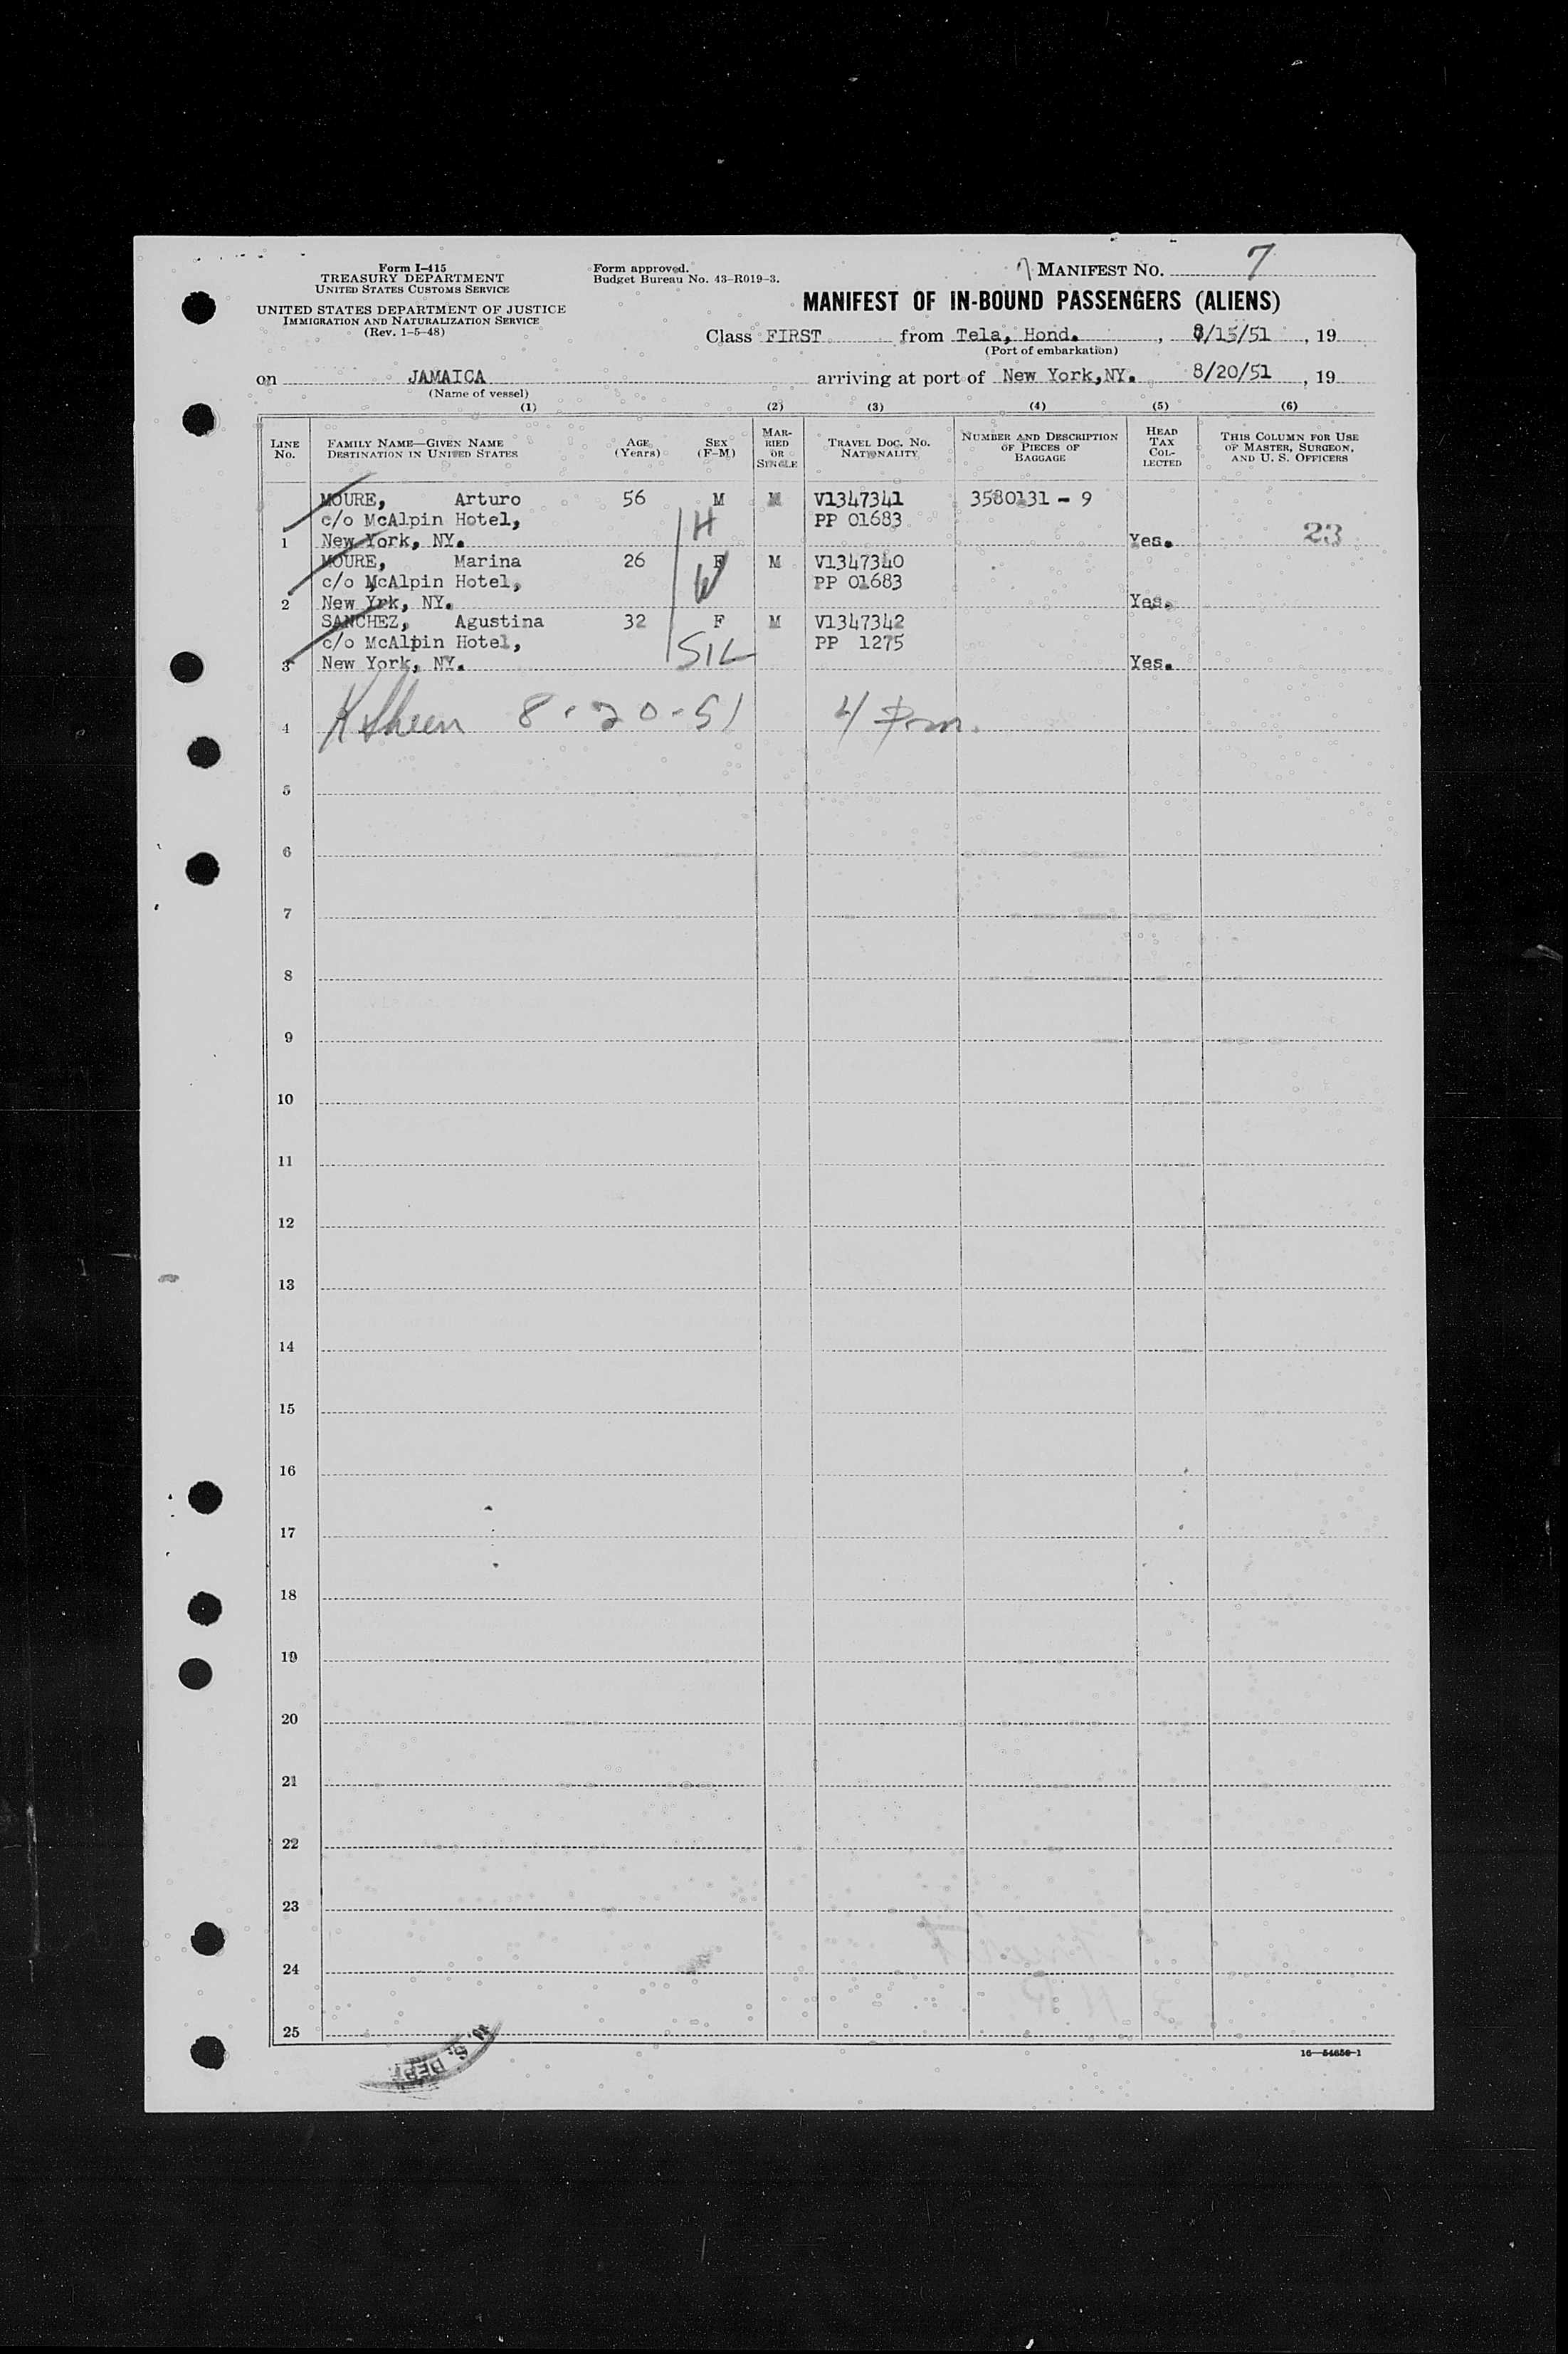 Form I-415
TREASURY DEPARTMENT
UNITED STATES CUSTOMS SERVICE
UNITED STATES DEPARTMENT OF JUSTICE
IMMIGRATION AND NATURALIZATION SERVICE
(Rev. 1-5-48)
Form approved.
Budget Bureau No. 43-R019-3.
7 MANIFEST NO. 7
MANIFEST OF IN-BOUND PASSENGERS (ALIENS)
Class FIRST from Tela, Hond. , 8/15/51 , 19
(Port of embarkation)
on JAMAICA arriving at port of New York,NY. 8/20/51 , 19
(Name of vessel)
(1) (2) (3) (4) (5) (6)
LINE NO.
FAMILY NAME—GIVEN NAME
DESTINATION IN UNITED STATES
AGE (Years)
SEX (F-M)
MARRIED OR SINGLE
TRAVEL DOC. NO.
NATIONALITY
NUMBER AND DESCRIPTION OF PIECES OF BAGGAGE
HEAD TAX COLLECTED
THIS COLUMN FOR USE OF MASTER, SURGEON, AND U. S. OFFICERS
MOURE, Arturo 56 M M V1347341 3580131 - 9
c/o McAlpin Hotel, H PP 01683
1 New York, NY. Yes. 23
MOURE, Marina 26 F M V1347340
c/o McAlpin Hotel, W PP 01683
2 New Yrk, NY. Yes.
SANCHEZ, Agustina 32 F M V1347342
c/o McAlpin Hotel, PP 1275
3 New York, NY. SIL Yes.
4 8-20-51 4
5
6
7
8
9
10
11
12
13
14
15
16
17
18
19
20
21
22
23
24
25
16—54650-1